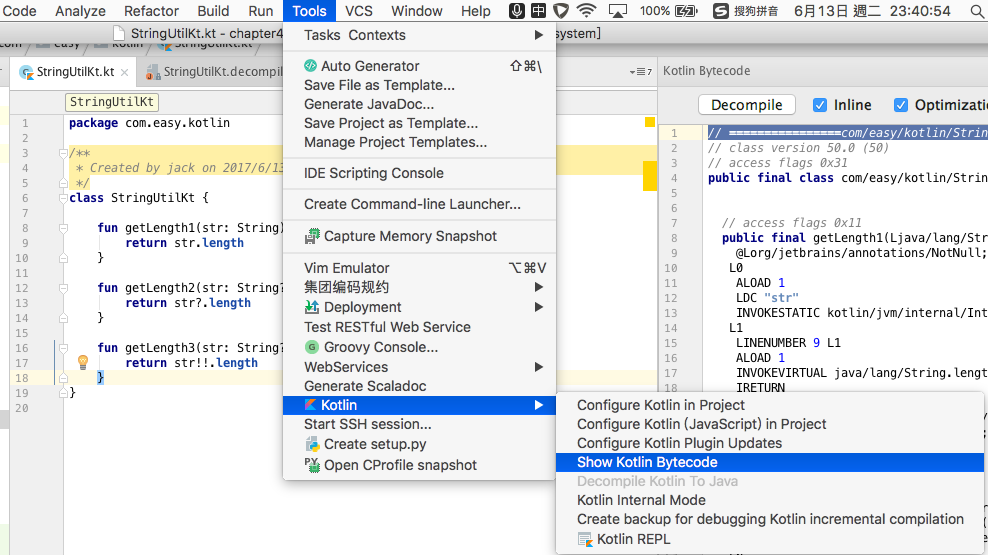 Code Analyze Refactor Build Run Tools VCS Window Help 中 100% S 搜狗拼音 6月13日 週二 23:40:54
StringUtilKt.kt - chapter4
system]
easy kotlin StringUtilKt.kt
StringUtilKt.kt StringUtilKt.decompil
7
Kotlin Bytecode
Decompile Inline Optimizati
StringUtilKt
1 package com.easy.kotlin
2
3 /**
4 * Created by jack on 2017/6/13
5 */
6 class StringUtilKt {
7
8 fun getLength1(str: String)
9 return str.length
10 }
11
12 fun getLength2(str: String?
13 return str?.length
14 }
15
16 fun getLength3(str: String?
17 return str!!.length
18 }
19 }
20
Tasks Contexts
Auto Generator ⇧⌘\
Save File as Template...
Generate JavaDoc...
Save Project as Template...
Manage Project Templates...
IDE Scripting Console
Create Command-line Launcher...
Capture Memory Snapshot
Vim Emulator ⌥⌘V
集团编码规约
Deployment
Test RESTful Web Service
G Groovy Console...
WebServices
Generate Scaladoc
Kotlin
Start SSH session...
Create setup.py
Open CProfile snapshot
Configure Kotlin in Project
Configure Kotlin (JavaScript) in Project
Configure Kotlin Plugin Updates
Show Kotlin Bytecode
Decompile Kotlin To Java
Kotlin Internal Mode
Create backup for debugging Kotlin incremental compilation
Kotlin REPL
1 // ================com/easy/kotlin/Strin
2 // class version 50.0 (50)
3 // access flags 0x31
4 public final class com/easy/kotlin/Strin
5
6
7 // access flags 0x11
8 public final getLength1(Ljava/lang/Str
9 @Lorg/jetbrains/annotations/NotNull;
10 L0
11 ALOAD 1
12 LDC "str"
13 INVOKESTATIC kotlin/jvm/internal/Int
14 L1
15 LINENUMBER 9 L1
16 ALOAD 1
17 INVOKEVIRTUAL java/lang/String.lengt
18 IRETURN